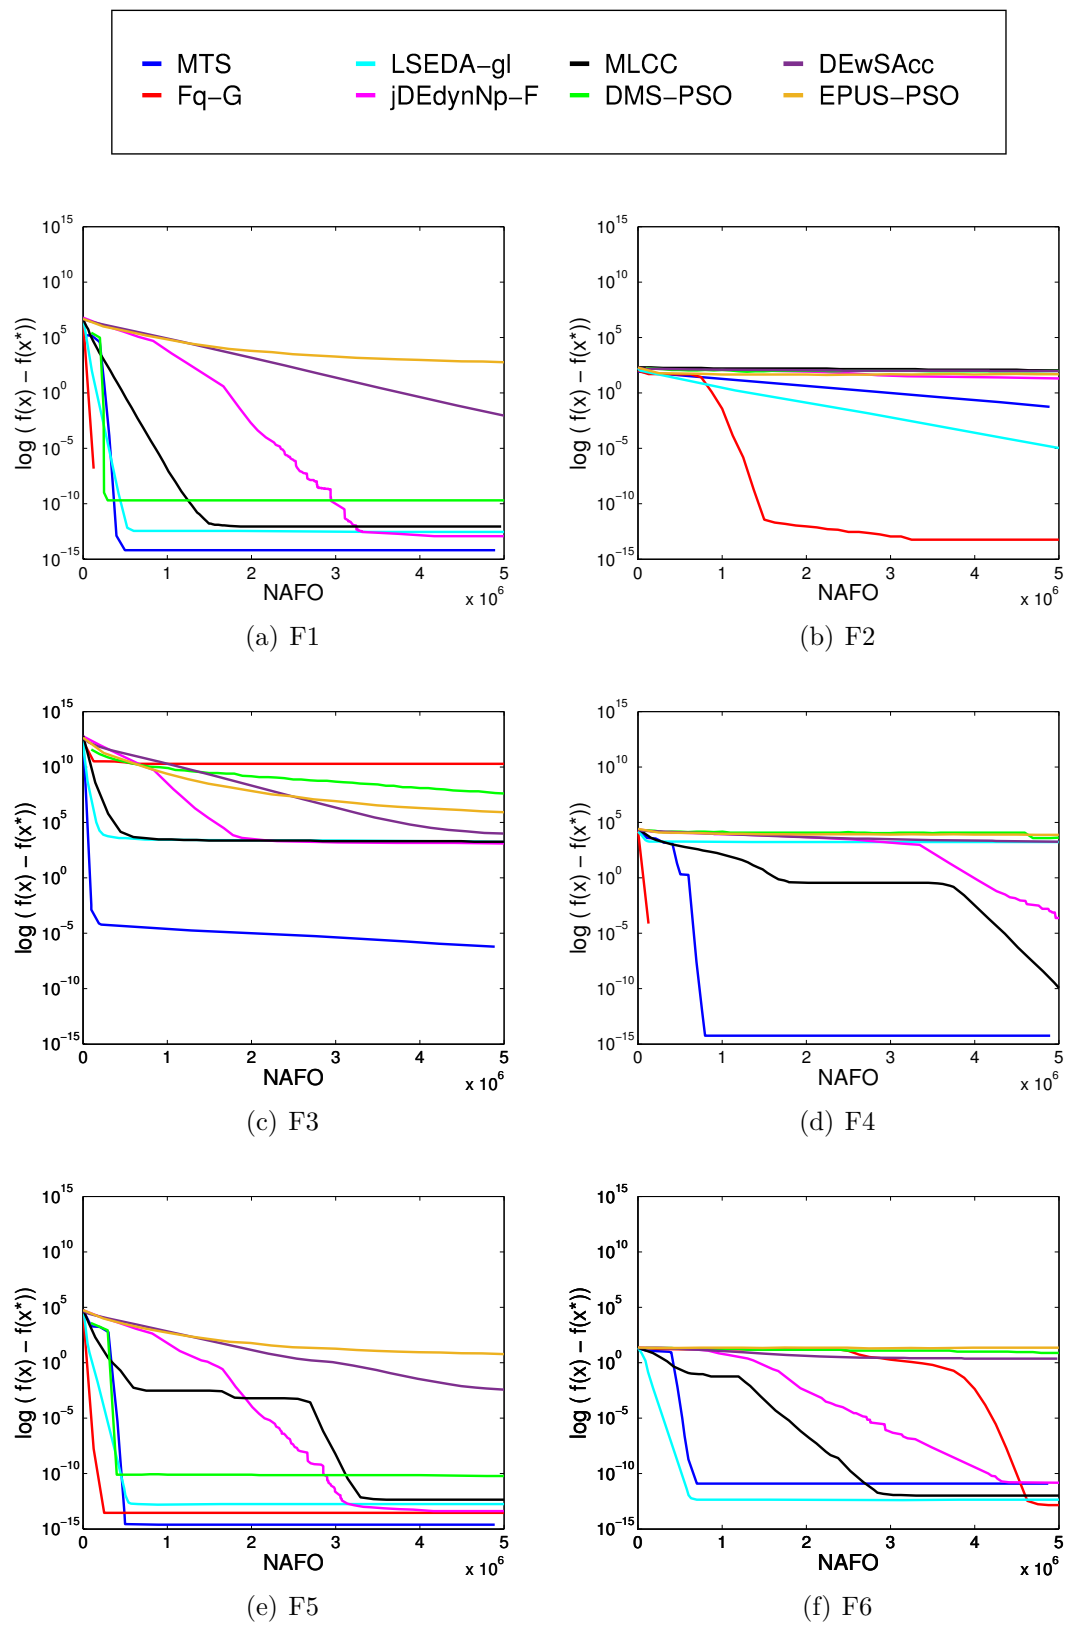 MTS LSEDA−gl MLCC DEwSAcc
Fq−G jDEdynNp−F DMS−PSO EPUS−PSO
10^15 10^15
10^10 10^10
10^5 10^5
10^0 10^0
10^−5 10^−5
10^−10 10^−10
10^−15 10^−15
log ( f(x) − f(x*)) log ( f(x) − f(x*))
0 1 2 3 4 5 0 1 2 3 4 5
NAFO x 10^6 NAFO x 10^6
(a) F1 (b) F2
10^15 10^15
10^10 10^10
10^5 10^5
10^0 10^0
10^−5 10^−5
10^−10 10^−10
10^−15 10^−15
log ( f(x) − f(x*)) log ( f(x) − f(x*))
0 1 2 3 4 5 0 1 2 3 4 5
NAFO x 10^6 NAFO x 10^6
(c) F3 (d) F4
10^15 10^15
10^10 10^10
10^5 10^5
10^0 10^0
10^−5 10^−5
10^−10 10^−10
10^−15 10^−15
log ( f(x) − f(x*)) log ( f(x) − f(x*))
0 1 2 3 4 5 0 1 2 3 4 5
NAFO x 10^6 NAFO x 10^6
(e) F5 (f) F6